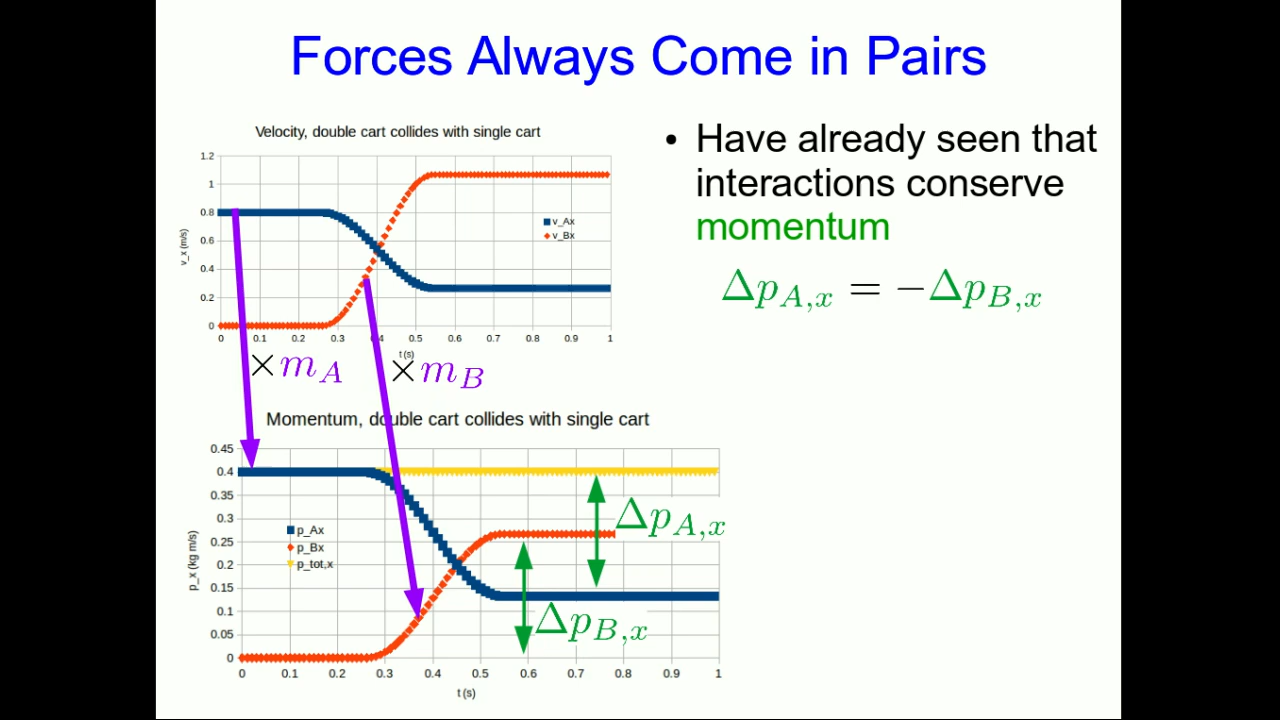 Forces Always Come in Pairs
Velocity, double cart collides with single cart
1.2
1
0.8
0.6
0.4
0.2
0
v_x (m/s)
v_Ax
v_Bx
0 0.1 0.2 0.3 0.4 0.5 0.6 0.7 0.8 0.9 1
t (s)
×m_A
×m_B
Momentum, double cart collides with single cart
0.45
0.4
0.35
0.3
0.25
0.2
0.15
0.1
0.05
0
p_x (kg m/s)
p_Ax
p_Bx
p_tot,x
Δp_A,x
Δp_B,x
0 0.1 0.2 0.3 0.4 0.5 0.6 0.7 0.8 0.9 1
t (s)
• Have already seen that
interactions conserve
momentum
Δp_A,x = −Δp_B,x